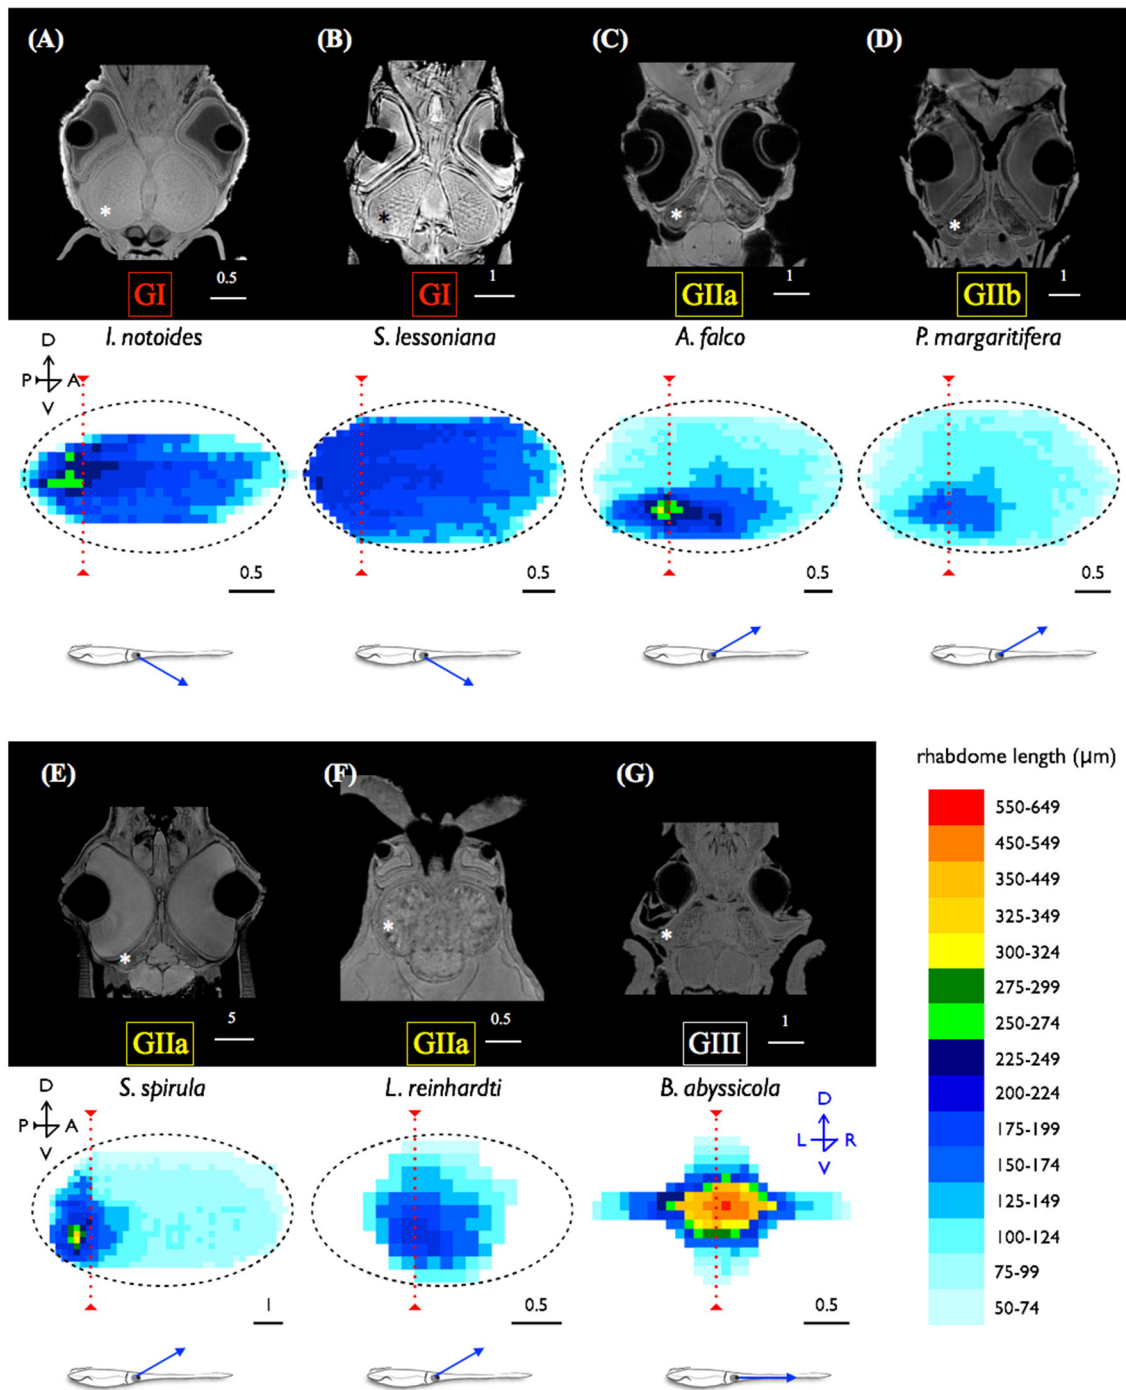 (A) (B) (C) (D)
0.5 1 1 1
GI GI GIIa GIIb
I. notoides S. lessoniana A. falco P. margaritifera
D
P A
V
0.5 0.5 0.5 0.5
(E) (F) (G)
5 0.5 1
GIIa GIIa GIII
S. spirula L. reinhardti B. abyssicola
D D
P A L R
V V
1 0.5 0.5
rhabdome length (μm)
550-649
450-549
350-449
325-349
300-324
275-299
250-274
225-249
200-224
175-199
150-174
125-149
100-124
75-99
50-74